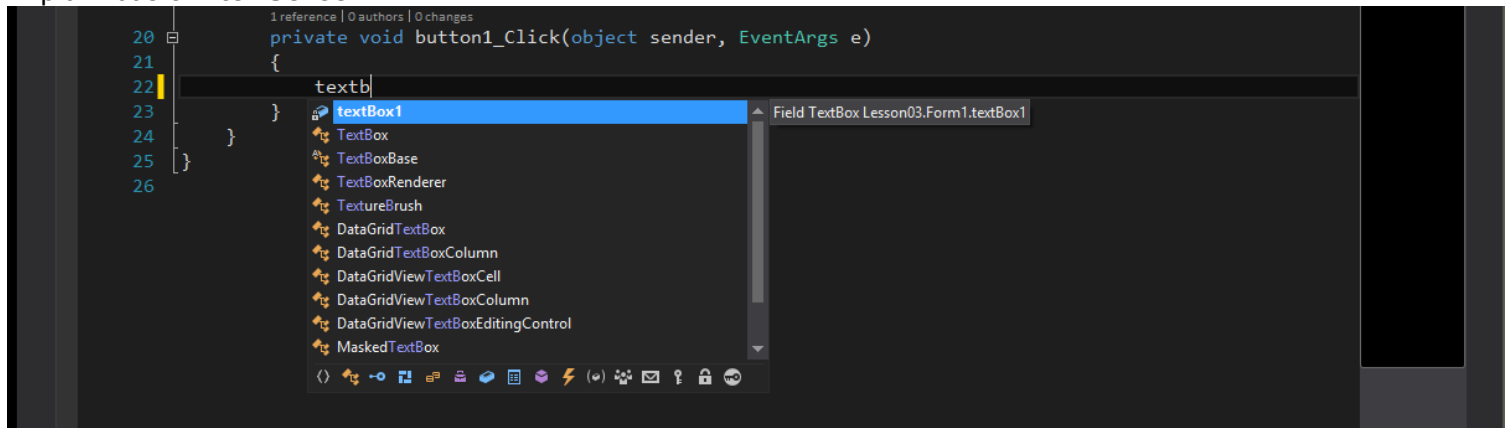 1 reference | 0 authors | 0 changes
20 private void button1_Click(object sender, EventArgs e)
21 {
22 textb
23 }
textBox1
Field TextBox Lesson03.Form1.textBox1
24 }
TextBox
25 }
TextBoxBase
26
TextBoxRenderer
TextureBrush
DataGridTextBox
DataGridTextBoxColumn
DataGridViewTextBoxCell
DataGridViewTextBoxColumn
DataGridViewTextBoxEditingControl
MaskedTextBox